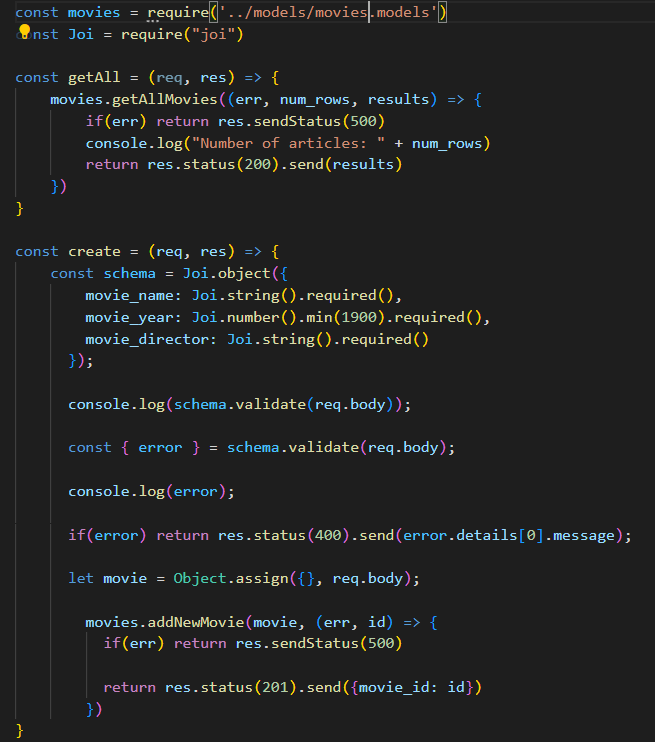 const movies = require('../models/movies.models')
nst Joi = require("joi")
const getAll = (req, res) => {
movies.getAllMovies((err, num_rows, results) => {
if(err) return res.sendStatus(500)
console.log("Number of articles: " + num_rows)
return res.status(200).send(results)
})
}
const create = (req, res) => {
const schema = Joi.object({
movie_name: Joi.string().required(),
movie_year: Joi.number().min(1900).required(),
movie_director: Joi.string().required()
});
console.log(schema.validate(req.body));
const { error } = schema.validate(req.body);
console.log(error);
if(error) return res.status(400).send(error.details[0].message);
let movie = Object.assign({}, req.body);
movies.addNewMovie(movie, (err, id) => {
if(err) return res.sendStatus(500)
return res.status(201).send({movie_id: id})
})
}